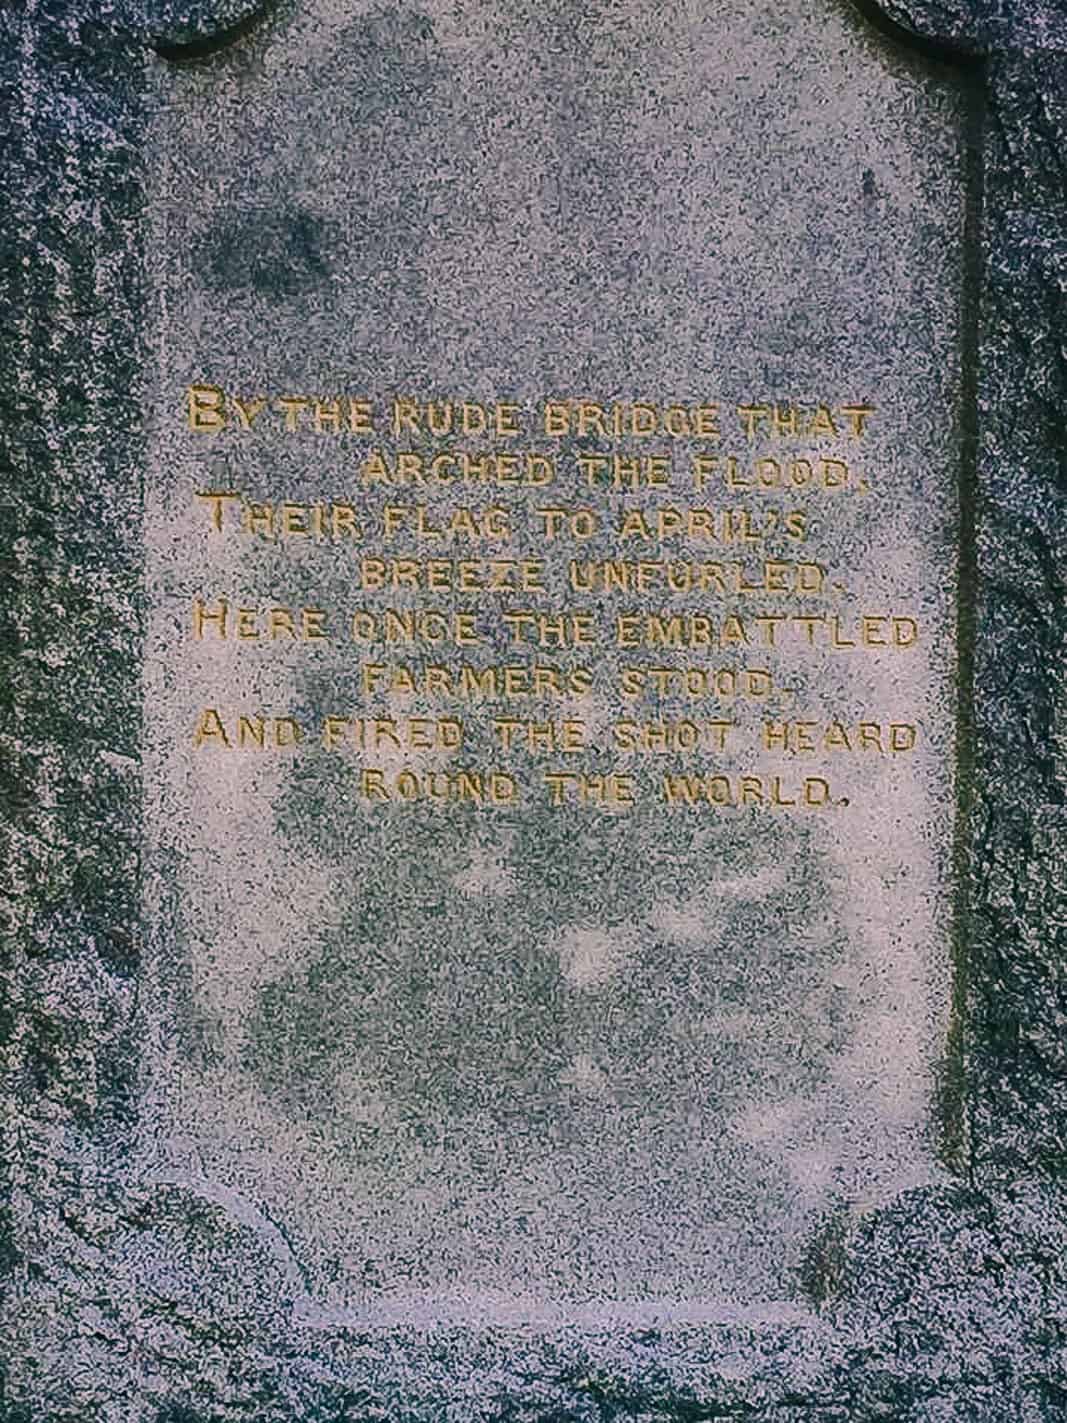 BY THE RUDE BRIDGE THAT
ARCHED THE FLOOD,
THEIR FLAG TO APRIL'S
BREEZE UNFURLED,
HERE ONCE THE EMBATTLED
FARMERS STOOD,
AND FIRED THE SHOT HEARD
ROUND THE WORLD.